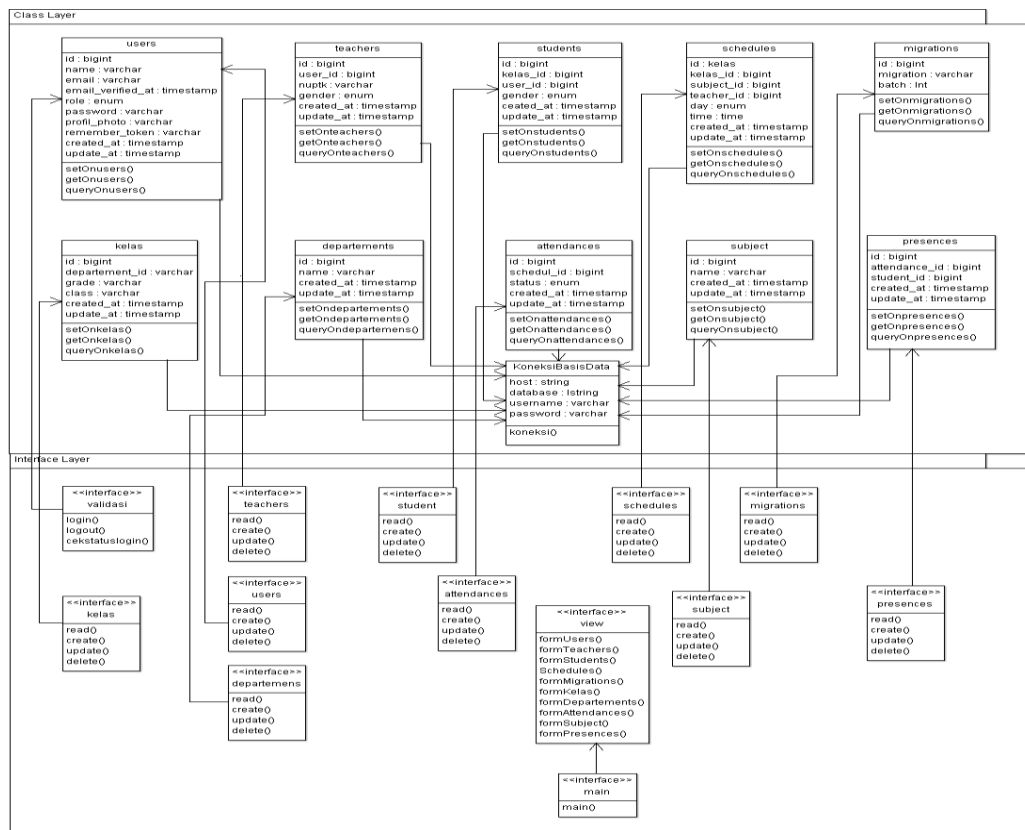 Class Layer
users
id : bigint
name : varchar
email : varchar
email_verified_at : timestamp
role : enum
password : varchar
profil_photo : varchar
remember_token : varchar
created_at : timestamp
update_at : timestamp
setOnusers()
getOnusers()
queryOnusers()
teachers
id : bigint
user_id : bigint
nuptk : varchar
gender : enum
created_at : timestamp
update_at : timestamp
setOnteachers()
getOnteachers()
queryOnteachers()
students
id : bigint
kelas_id : bigint
user_id : bigint
gender : enum
ceated_at : timestamp
update_at : timestamp
setOnstudents()
getOnstudents()
queryOnstudents()
schedules
id : kelas
kelas_id : bigint
subject_id : bigint
teacher_id : bigint
day : enum
time : time
created_at : timestamp
update_at : timestamp
setOnschedules()
getOnschedules()
queryOnschedules()
migrations
id : bigint
migration : varchar
batch : Int
setOnmigrations()
getOnmigrations()
queryOnmigrations()
kelas
id : bigint
departement_id : varchar
grade : varchar
class : varchar
created_at : timestamp
update_at : timestamp
setOnkelas()
getOnkelas()
queryOnkelas()
departements
id : bigint
name : varchar
created_at : timestamp
update_at : timestamp
setOndepartements()
getOndepartements()
queryOndepartemens()
attendances
id : bigint
schedul_id : bigint
status : enum
created_at : timestamp
update_at : timestamp
setOnattendances()
getOnattendances()
queryOnattendances()
subject
id : bigint
name : varchar
created_at : timestamp
update_at : timestamp
setOnsubject()
getOnsubject()
queryOnsubject()
presences
id : bigint
attendance_id : bigint
student_id : bigint
created_at : timestamp
update_at : timestamp
setOnpresences()
getOnpresences()
queryOnpresences()
KoneksiBasisData
host : string
database : lstring
username : varchar
password : varchar
koneksi()
Interface Layer
<<interface>>
validasi
login()
logout()
cekstatuslogin()
<<interface>>
teachers
read()
create()
update()
delete()
<<interface>>
student
read()
create()
update()
delete()
<<interface>>
schedules
read()
create()
update()
delete()
<<interface>>
migrations
read()
create()
update()
delete()
<<interface>>
kelas
read()
create()
update()
delete()
<<interface>>
users
read()
create()
update()
delete()
<<interface>>
attendances
read()
create()
update()
delete()
<<interface>>
view
formUsers()
formTeachers()
formStudents()
Schedules()
formMigrations()
formKelas()
formDepartements()
formAttendances()
formSubject()
formPresences()
<<interface>>
subject
read()
create()
update()
delete()
<<interface>>
presences
read()
create()
update()
delete()
<<interface>>
departemens
read()
create()
update()
delete()
<<interface>>
main
main()